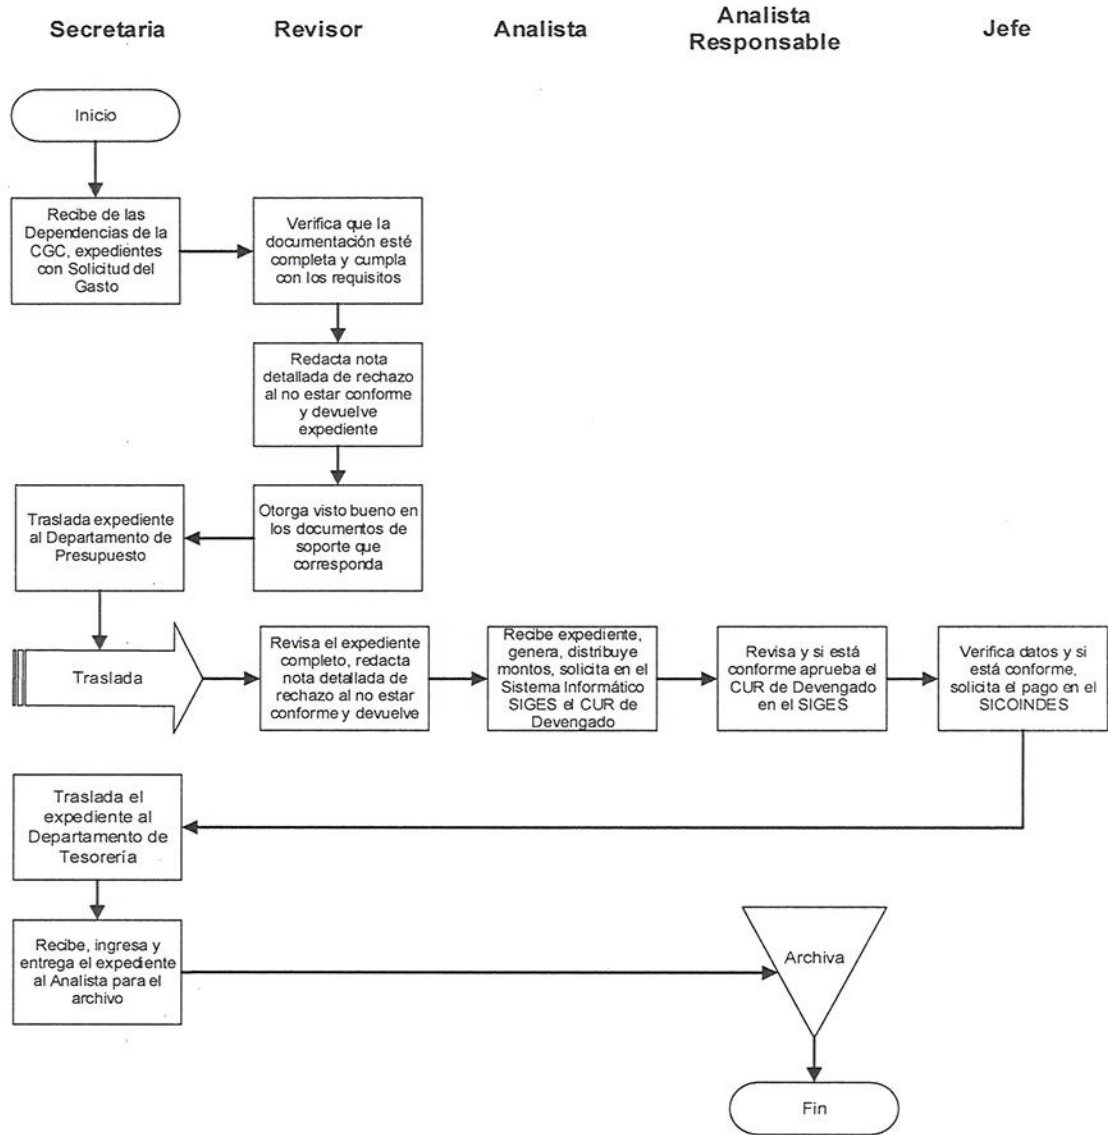 Secretaria
Revisor
Analista
Analista
Responsable
Jefe
Inicio
Recibe de las
Dependencias de la
CGC, expedientes
con Solicitud del
Gasto
Verifica que la
documentación esté
completa y cumpla
con los requisitos
Redacta nota
detallada de rechazo
al no estar conforme
y devuelve
expediente
Otorga visto bueno en
los documentos de
soporte que
corresponda
Traslada expediente
al Departamento de
Presupuesto
Traslada
Revisa el expediente
completo, redacta
nota detallada de
rechazo al no estar
conforme y devuelve
Recibe expediente,
genera, distribuye
montos, solicita en el
Sistema Informático
SIGES el CUR de
Devengado
Revisa y si está
conforme aprueba el
CUR de Devengado
en el SIGES
Verifica datos y si
está conforme,
solicita el pago en el
SICOINDES
Traslada el
expediente al
Departamento de
Tesorería
Recibe, ingresa y
entrega el expediente
al Analista para el
archivo
Archiva
Fin